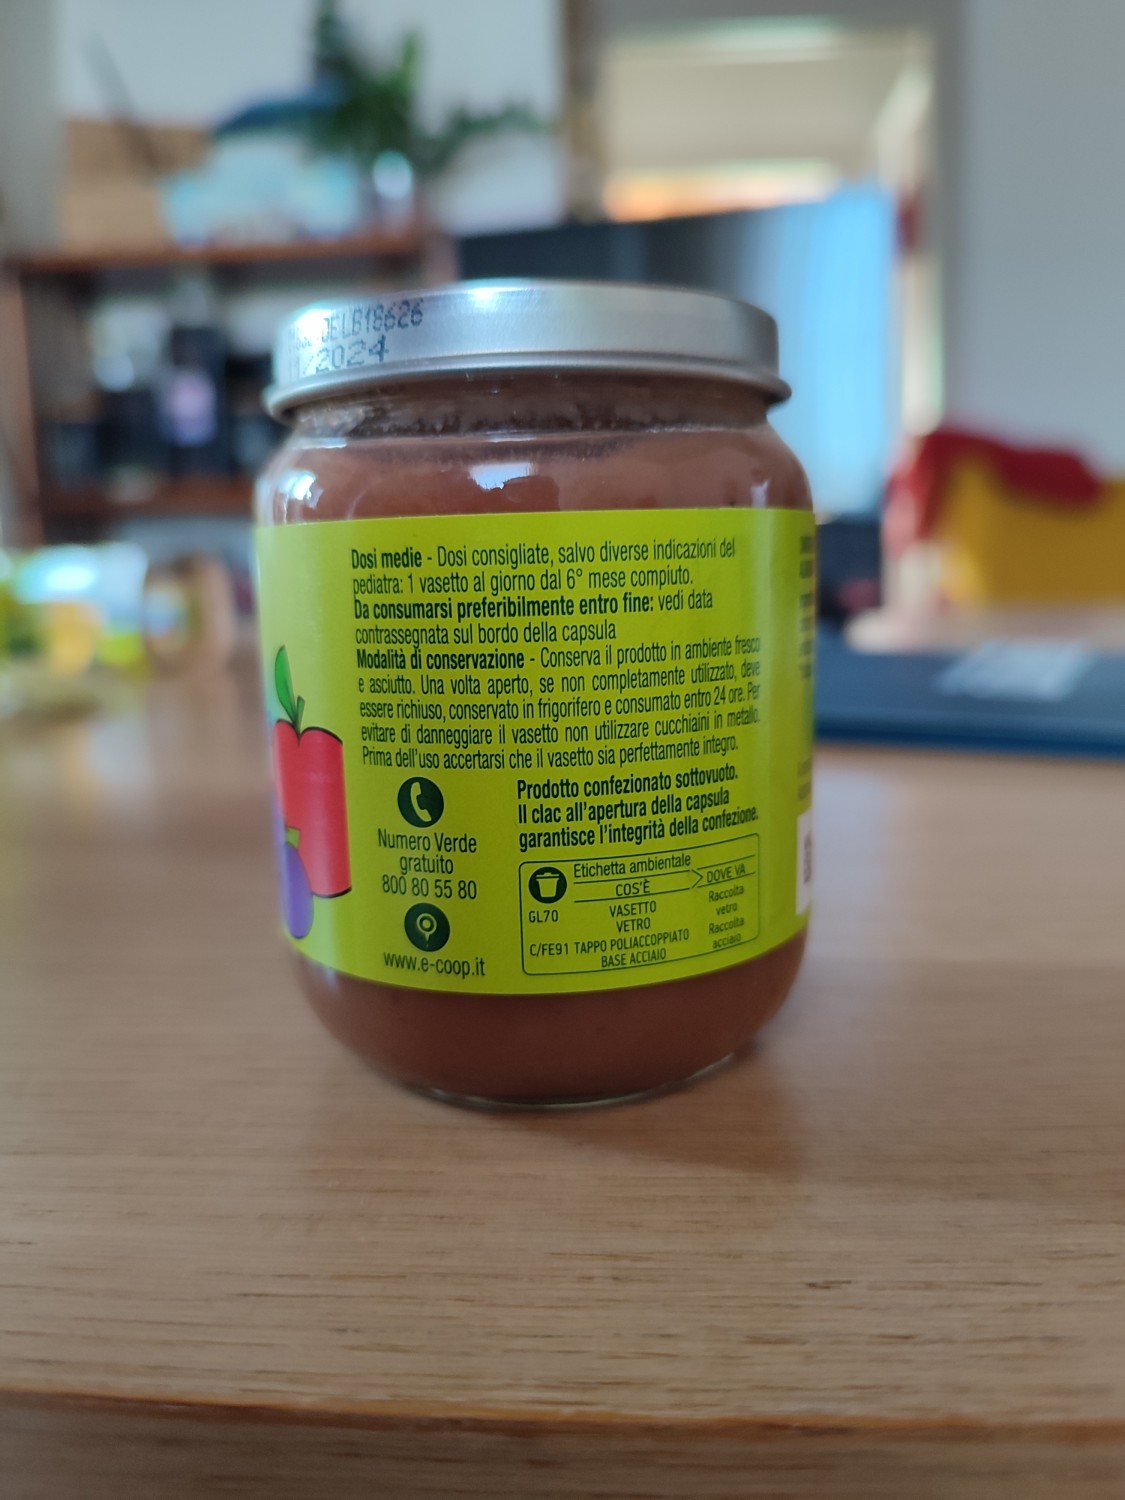 DELB18626
/2024
Dosi medie - Dosi consigliate, salvo diverse indicazioni del
pediatra: 1 vasetto al giorno dal 6° mese compiuto.
Da consumarsi preferibilmente entro fine: vedi data
contrassegnata sul bordo della capsula
Modalità di conservazione - Conserva il prodotto in ambiente fresco
e asciutto. Una volta aperto, se non completamente utilizzato, deve
essere richiuso, conservato in frigorifero e consumato entro 24 ore. Per
evitare di danneggiare il vasetto non utilizzare cucchiaini in metallo.
Prima dell'uso accertarsi che il vasetto sia perfettamente integro.
Numero Verde
gratuito
800 80 55 80
www.e-coop.it
Prodotto confezionato sottovuoto.
Il clac all'apertura della capsula
garantisce l'integrità della confezione.
Etichetta ambientale
COS'È DOVE VA
GL70 VASETTO VETRO Raccolta vetro
C/FE91 TAPPO POLIACCOPPIATO BASE ACCIAIO Raccolta acciaio